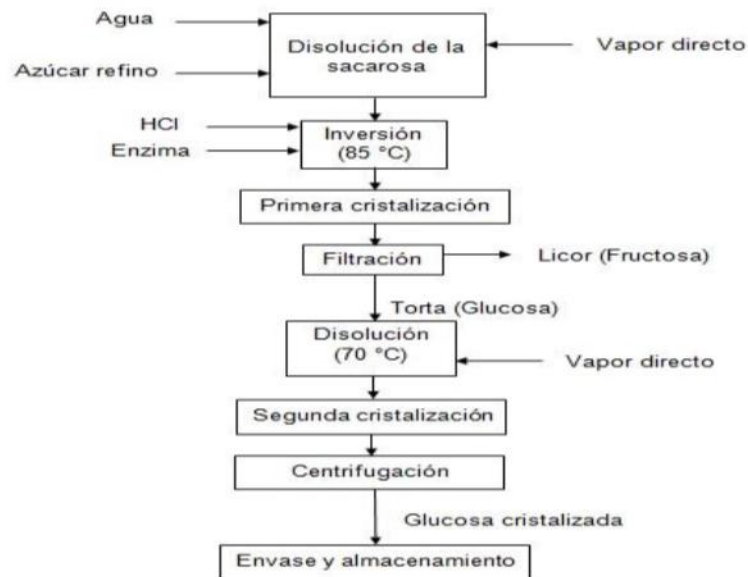 Agua
Disolución de la
sacarosa
Vapor directo
Azúcar refino
HCl
Enzima
Inversión
(85 °C)
Primera cristalización
Filtración
Licor (Fructosa)
Torta (Glucosa)
Disolución
(70 °C)
Vapor directo
Segunda cristalización
Centrifugación
Glucosa cristalizada
Envase y almacenamiento